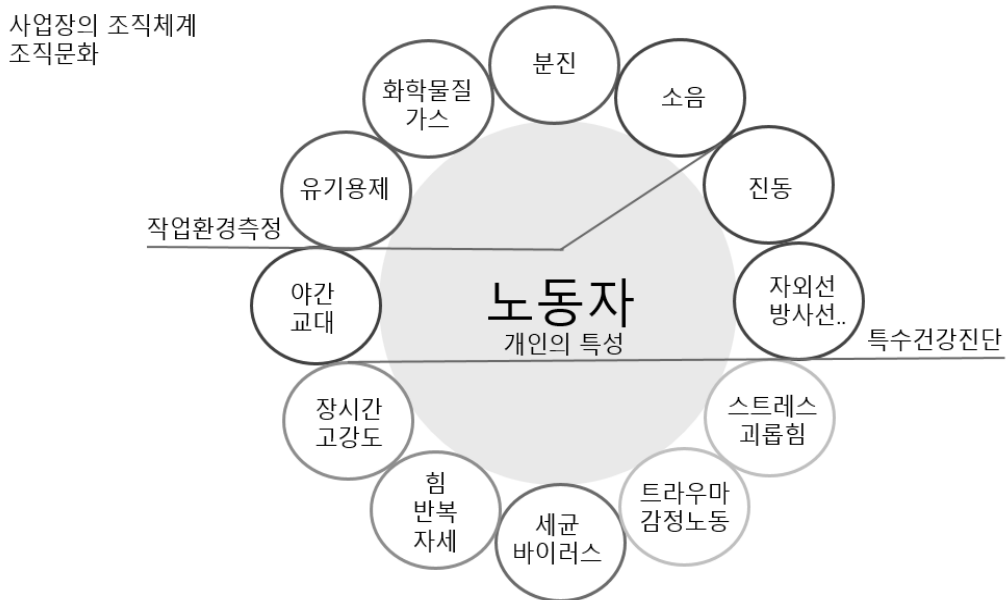 사업장의 조직체계
조직문화
분진
화학물질
가스
소음
유기용제
진동
작업환경측정
야간
교대
자외선
방사선..
노동자
개인의 특성
특수건강진단
장시간
고강도
스트레스
괴롭힘
힘
반복
자세
트라우마
감정노동
세균
바이러스